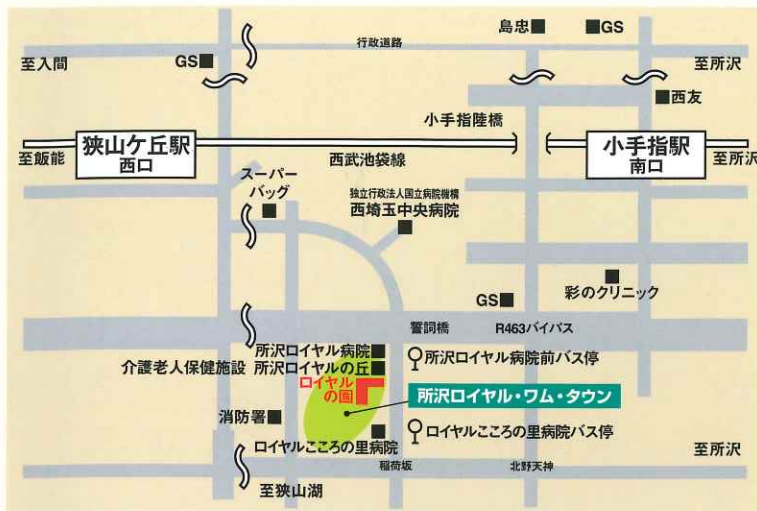 島忠
GS
行政道路
至入間
GS
至所沢
西友
小手指陸橋
狭山ケ丘駅
西口
小手指駅
南口
至飯能
西武池袋線
至所沢
スーパー
バッグ
独立行政法人国立病院機構
西埼玉中央病院
彩のクリニック
GS
誓詞橋
R463バイパス
所沢ロイヤル病院
所沢ロイヤル病院前バス停
介護老人保健施設 所沢ロイヤルの丘
ロイヤル
の園
所沢ロイヤル・ワム・タウン
消防署
ロイヤルこころの里病院バス停
ロイヤルこころの里病院
至所沢
稲荷坂
北野天神
至狭山湖